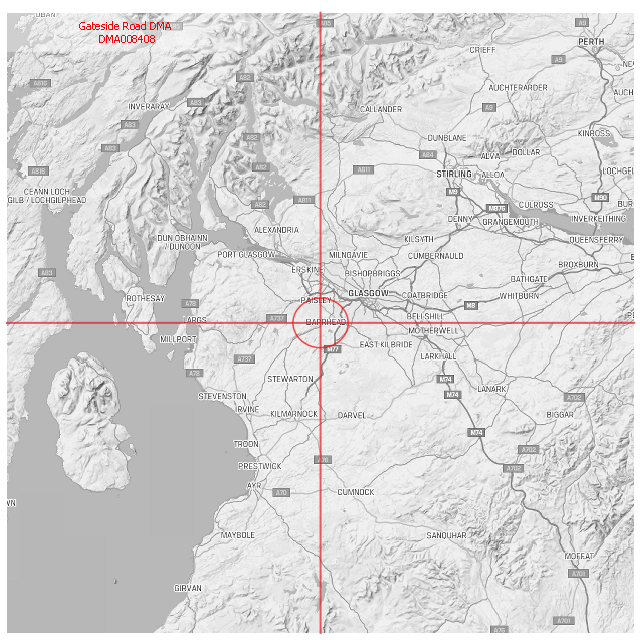 OBAN
Gateside Road DMA
DMA008408
A85
A9
PERTH
CRIEFF
A9
A82
A816
AUCHTERARDER
A83
INVERARAY
CALLANDER
A9
A83
A82
DUNBLANE
KINROSS
A83
A84
ALVA
DOLLAR
A82
A811
A816
STIRLING
ALLOA
CEANN LOCH
GILB / LOCHGILPHEAD
M9
M90
A82
A811
M876
CULROSS
DENNY
GRANGEMOUTH
INVERKEITHING
ALEXANDRIA
DUN OBHAINN
/ DUNOON
KILSYTH
QUEENSFERRY
PORT GLASGOW
MILNGAVIE
CUMBERNAULD
BROXBURN
A83
ERSKINE
BISHOPBRIGGS
BATHGATE
ROTHESAY
PAISLEY
GLASGOW
COATBRIDGE
WHITBURN
A78
M8
LARGS
A737
BARRHEAD
BELLSHILL
MOTHERWELL
MILLPORT
EAST KILBRIDE
M77
LARKHALL
A737
A78
STEWARTON
M74
LANARK
M74
STEVENSTON
A702
IRVINE
KILMARNOCK
DARVEL
BIGGAR
M74
TROON
A702
A76
PRESTWICK
A702
AYR
A70
CUMNOCK
MAYBOLE
SANQUHAR
MOFFAT
A701
GIRVAN
A701
A76